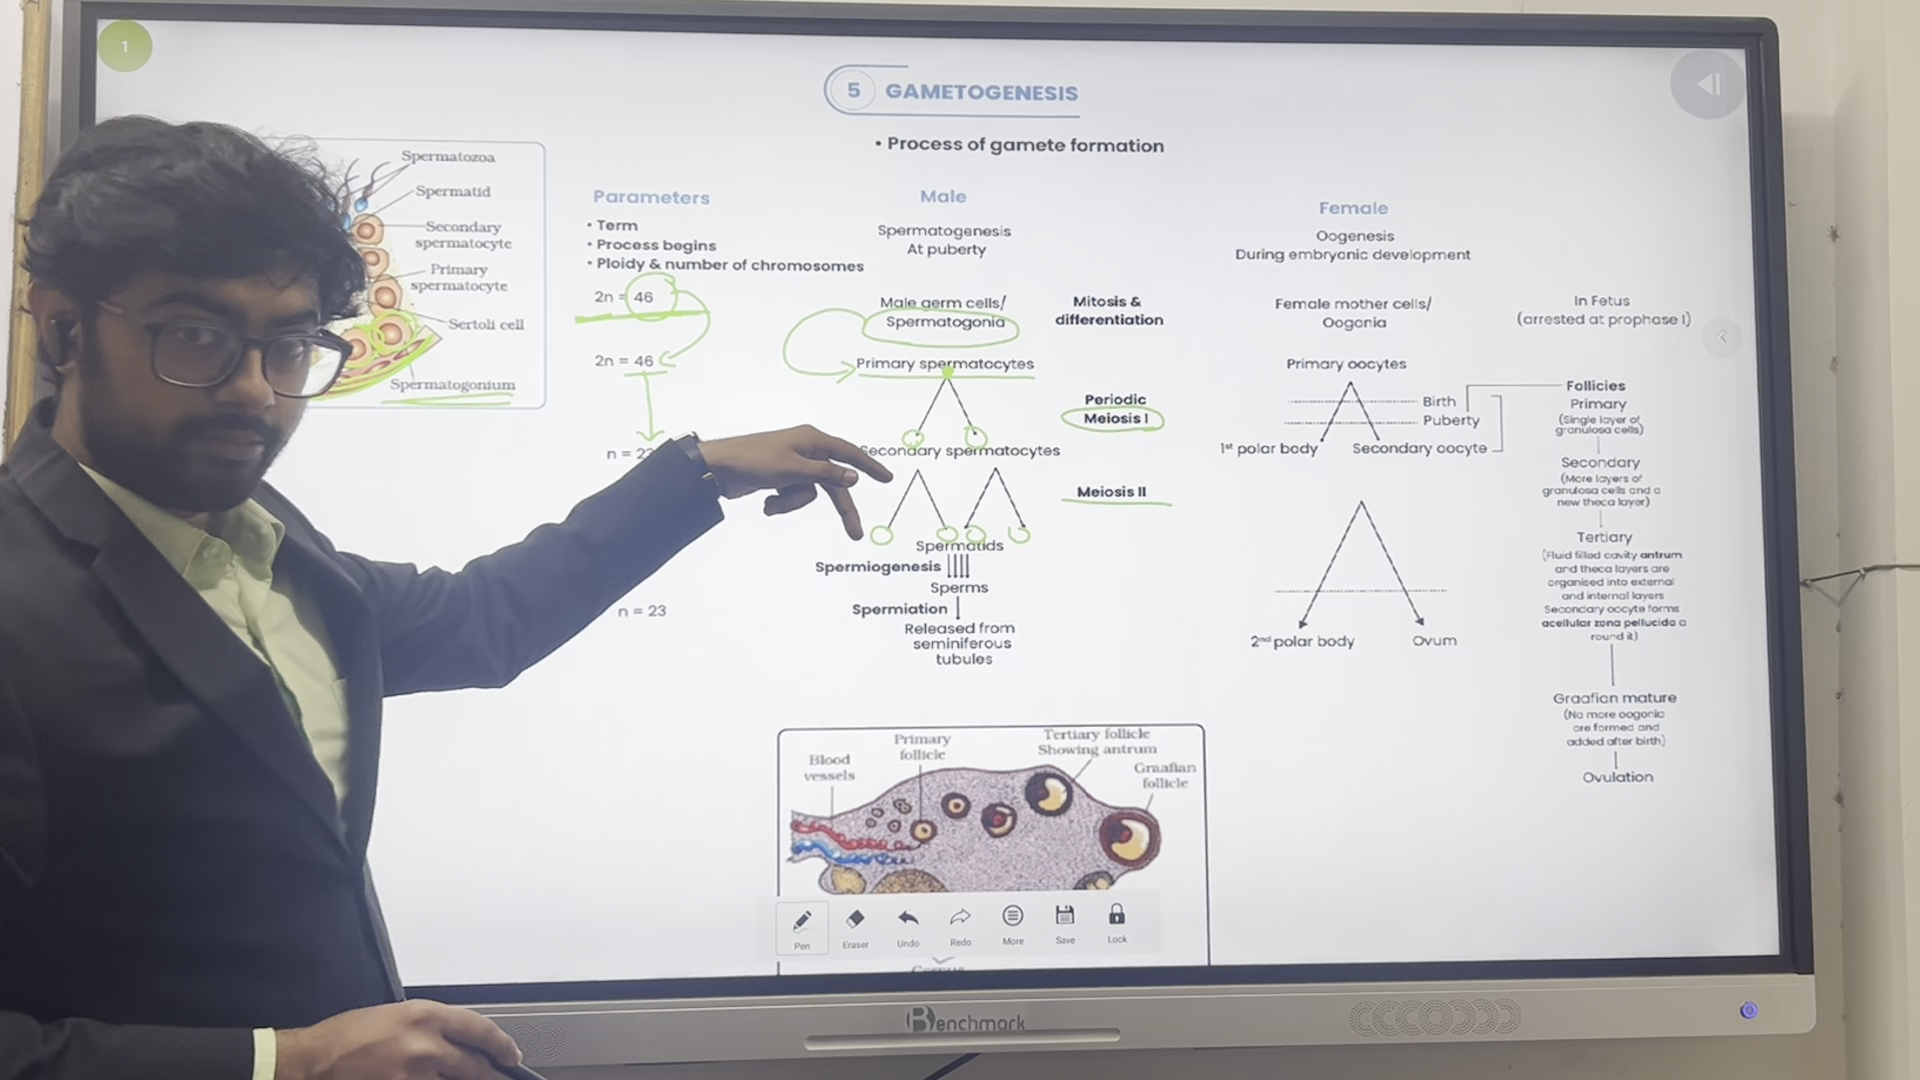 1
5 GAMETOGENESIS
• Process of gamete formation
Spermatozoa
Spermatid
Secondary
spermatocyte
Primary
spermatocyte
Sertoli cell
Spermatogonium
Parameters
• Term
• Process begins
• Ploidy & number of chromosomes
2n = 46
2n = 46
n = 23
Male
Spermatogenesis
At puberty
Male germ cells/
Spermatogonia
Primary spermatocytes
Secondary spermatocytes
Spermatids
Spermiogenesis
Sperms
Spermiation
Released from
seminiferous
tubules
Mitosis &
differentiation
Periodic
Meiosis I
Meiosis II
Female
Oogenesis
During embryonic development
Female mother cells/
Oogonia
Primary oocytes
Birth
Puberty
1st polar body Secondary oocyte
2nd polar body Ovum
In Fetus
(arrested at prophase I)
Follicies
Primary
(Single layer of
granulosa cells)
Secondary
(More layers of
granulosa cells and a
new theca layer)
Tertiary
(Fluid filled cavity antrum
and theca layers are
organised into external
and internal layers
Secondary oocyte forms
acellular zona pellucida a
round it)
Graafian mature
(No more oogonia
are formed and
added after birth)
Ovulation
Blood
vessels
Primary
follicle
Tertiary follicle
Showing antrum
Graafian
follicle
Pen Eraser Undo Redo More Save Lock
Benchmark